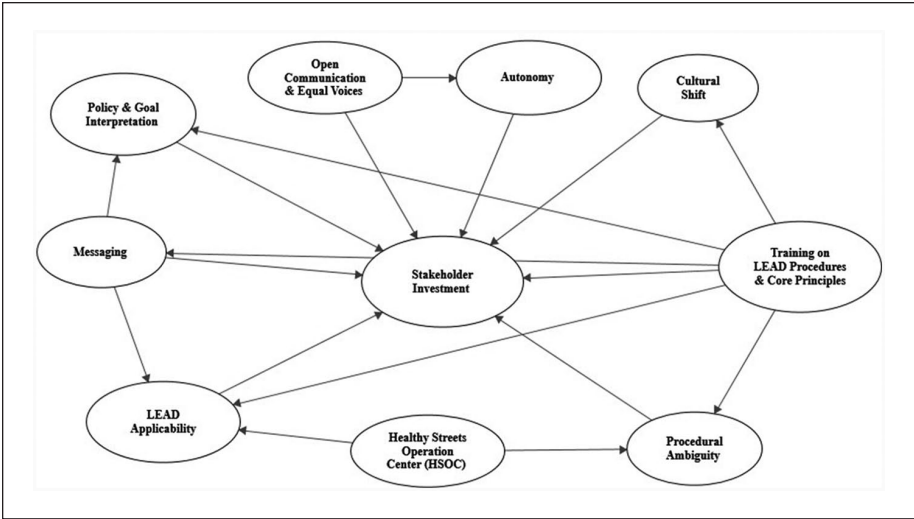 Open
Communication
& Equal Voices
Autonomy
Cultural
Shift
Policy & Goal
Interpretation
Messaging
Stakeholder
Investment
Training on
LEAD Procedures
& Core Principles
LEAD
Applicability
Healthy Streets
Operation
Center (HSOC)
Procedural
Ambiguity